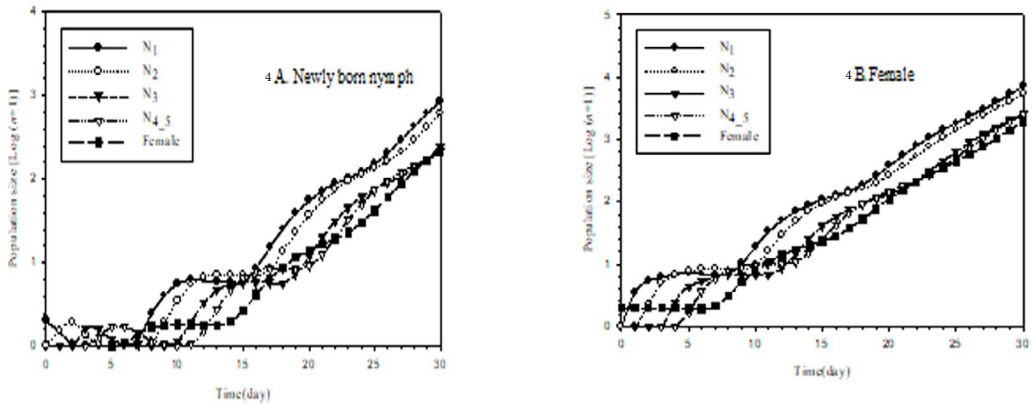 4
3
2
1
0
0
5
10
15
20
25
30
Population size [Log (n+1)]
Time(day)
N1
N2
N3
N4_5
Female
4 A. Newly born nymph
5
4
3
2
1
0
0
5
10
15
20
25
30
Population size [Log (n+1)]
Time(day)
N1
N2
N3
N4_5
Female
4 B.Female